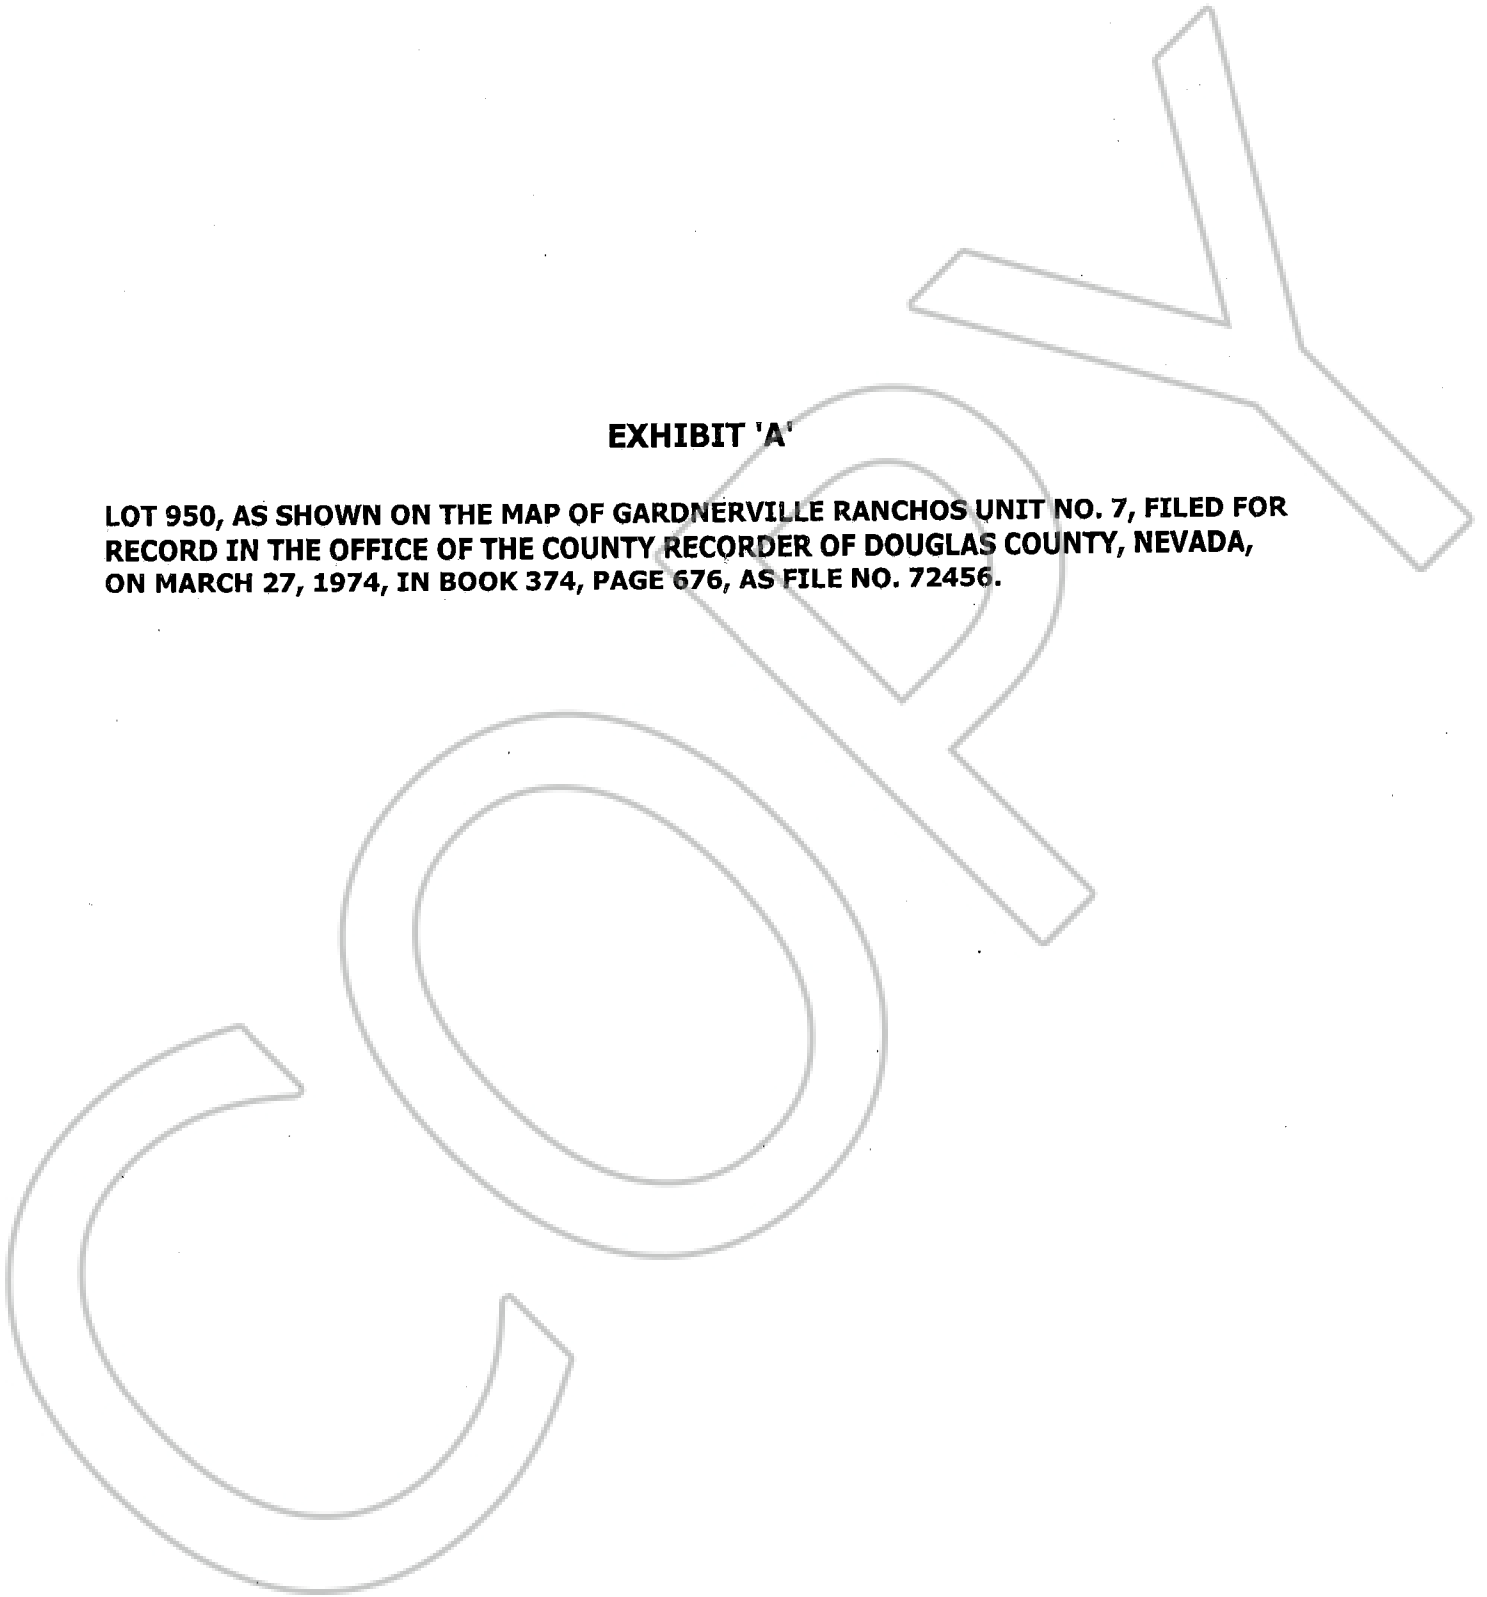 EXHIBIT 'A'
LOT 950, AS SHOWN ON THE MAP OF GARDNERVILLE RANCHOS UNIT NO. 7, FILED FOR
RECORD IN THE OFFICE OF THE COUNTY RECORDER OF DOUGLAS COUNTY, NEVADA,
ON MARCH 27, 1974, IN BOOK 374, PAGE 676, AS FILE NO. 72456.
COPY